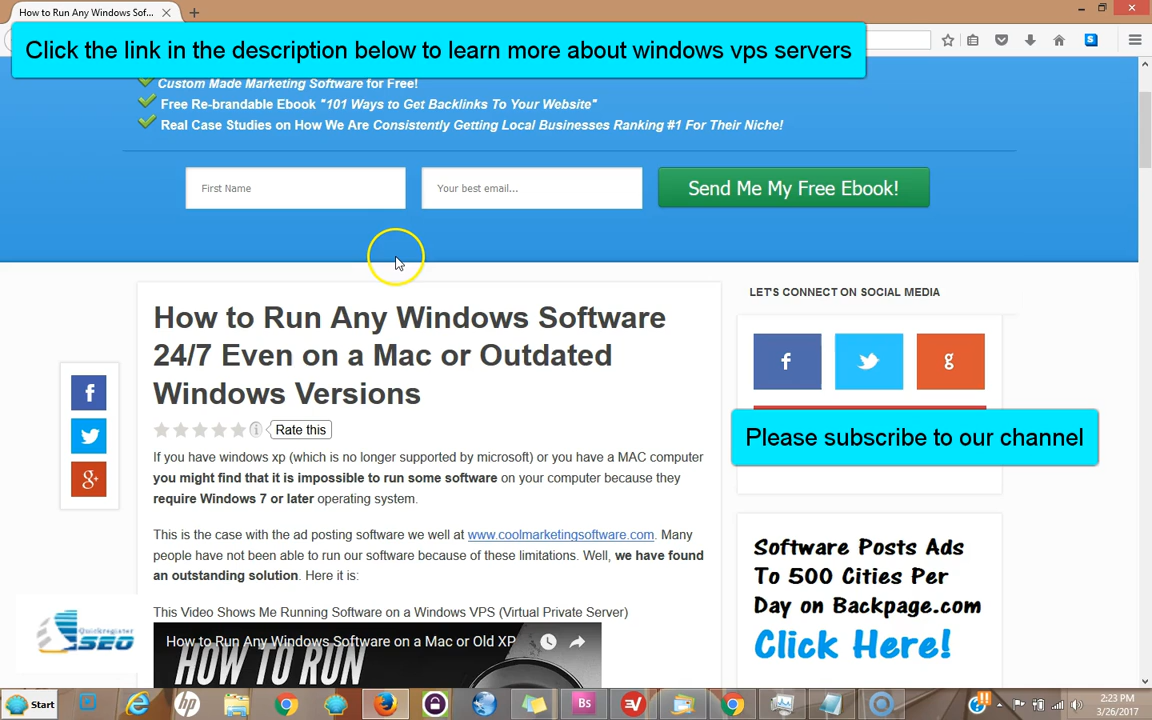 How to Run Any Windows Sof...
Click the link in the description below to learn more about windows vps servers
Custom Made Marketing Software for Free!
Free Re-brandable Ebook "101 Ways to Get Backlinks To Your Website"
Real Case Studies on How We Are Consistently Getting Local Businesses Ranking #1 For Their Niche!
First Name
Your best email...
Send Me My Free Ebook!
How to Run Any Windows Software
24/7 Even on a Mac or Outdated
Windows Versions
Rate this
If you have windows xp (which is no longer supported by microsoft) or you have a MAC computer
you might find that it is impossible to run some software on your computer because they
require Windows 7 or later operating system.
This is the case with the ad posting software we well at www.coolmarketingsoftware.com. Many
people have not been able to run our software because of these limitations. Well, we have found
an outstanding solution. Here it is:
This Video Shows Me Running Software on a Windows VPS (Virtual Private Server)
How to Run Any Windows Software on a Mac or Old XP
HOW TO RUN
LET'S CONNECT ON SOCIAL MEDIA
f
g
Please subscribe to our channel
Software Posts Ads
To 500 Cities Per
Day on Backpage.com
Click Here!
f
g+
Quickregister
SEO
Start
hp
Bs
S
2:23 PM
3/26/2017